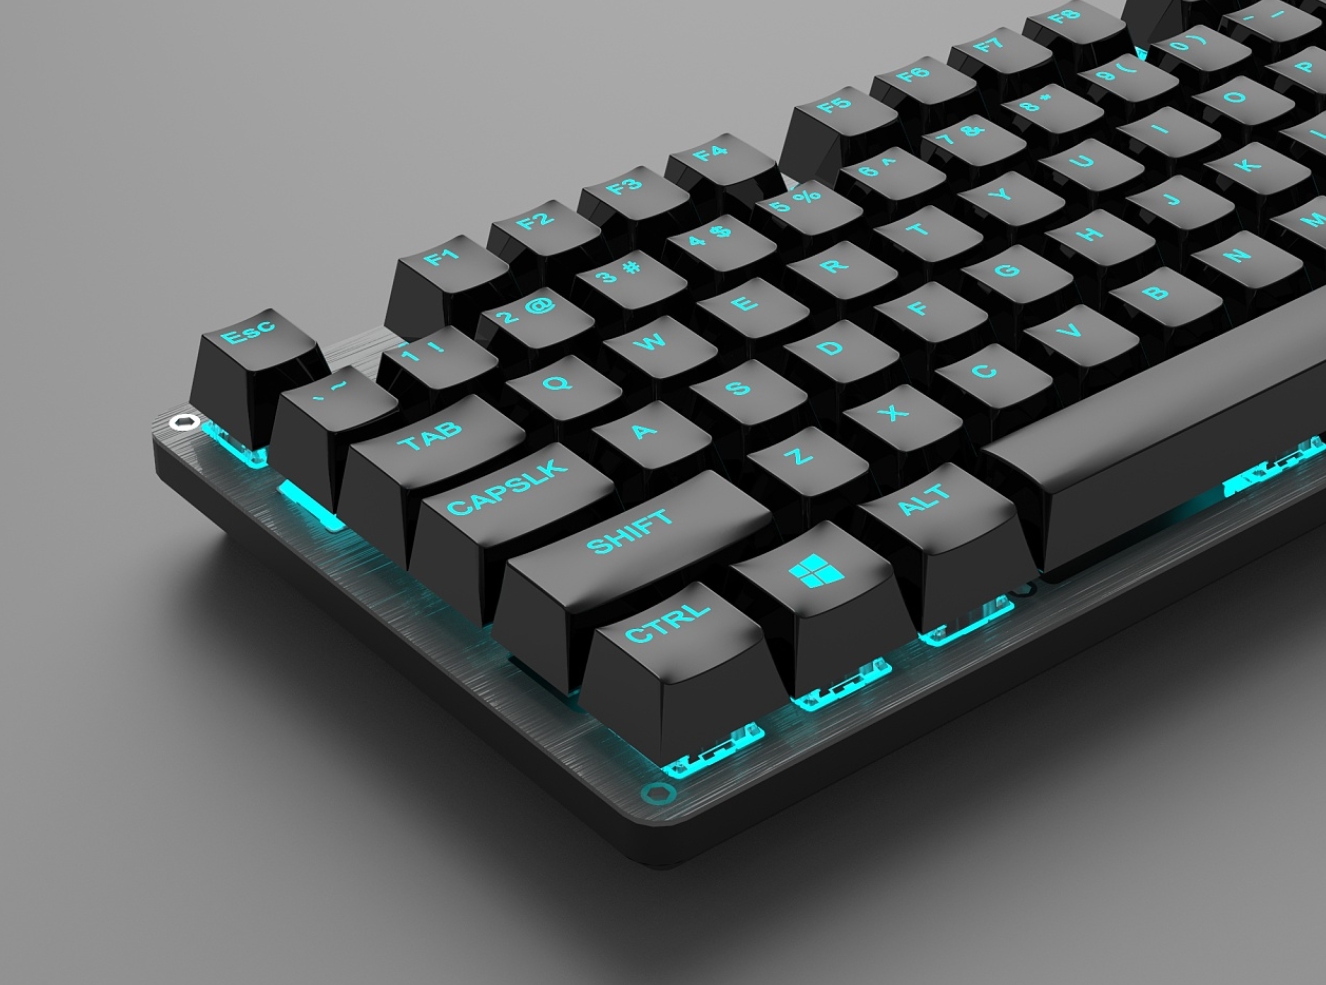 Esc F1 F2 F3 F4 F5 F6 F7 F8
` ~ 1 ! 2 @ 3 # 4 $ 5 % 6 ^ 7 & 8 * 9 ( 0 )
TAB Q W E R T Y U I O P
CAPSLK A S D F G H J K
SHIFT Z X C V B N M
CTRL ALT